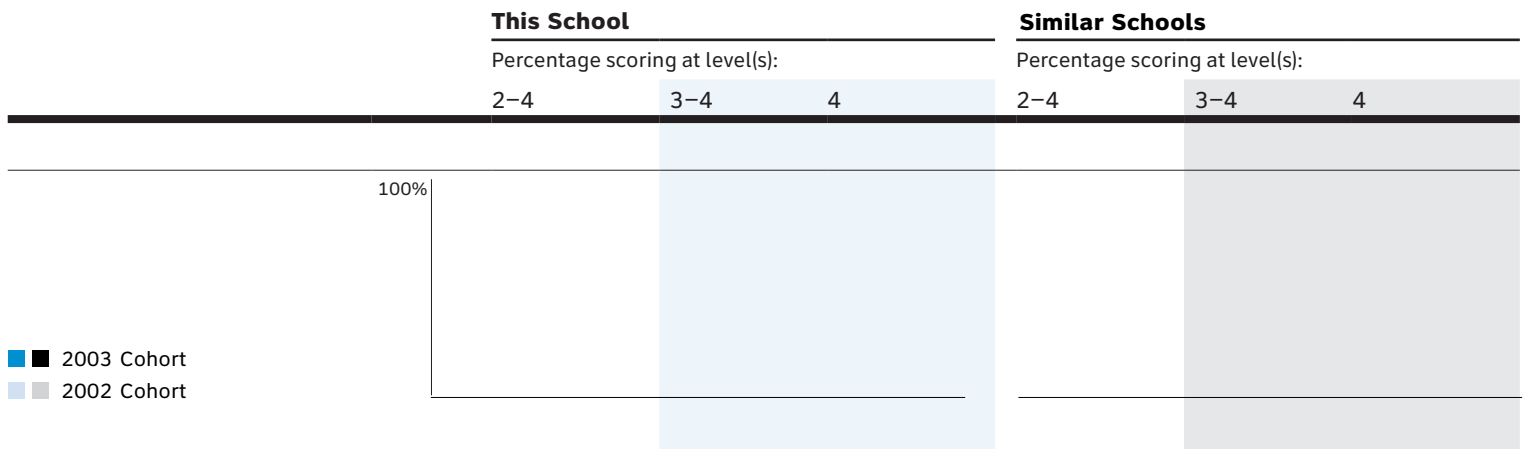 This School
Similar Schools
Percentage scoring at level(s):
Percentage scoring at level(s):
2–4 3–4 4 2–4 3–4 4
100%
2003 Cohort
2002 Cohort